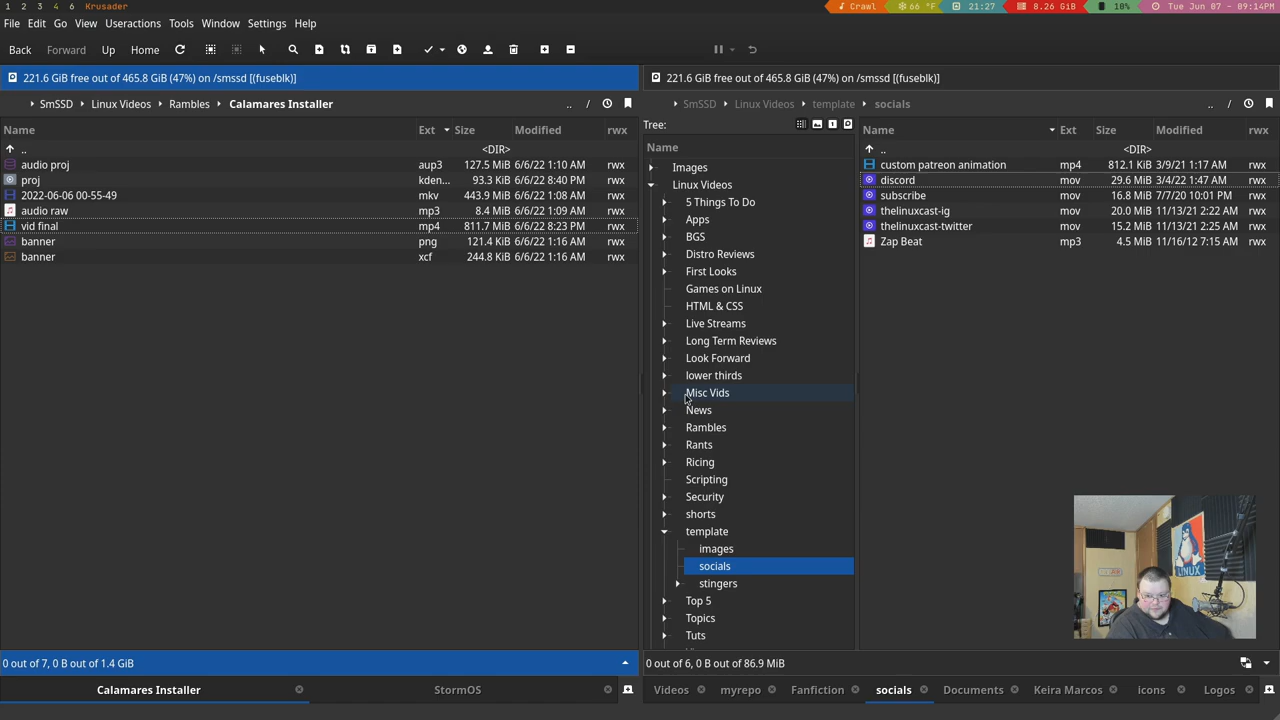 1 2 3 4 6 Krusader
Crawl 66 °F 21:27 8.26 GiB 10% Tue Jun 07 - 09:14PM
File Edit Go View Useractions Tools Window Settings Help
Back Forward Up Home
221.6 GiB free out of 465.8 GiB (47%) on /smssd [(fuseblk)]
SmSSD Linux Videos Rambles Calamares Installer .. /
Name Ext Size Modified rwx
.. <DIR>
audio proj aup3 127.5 MiB 6/6/22 1:10 AM rwx
proj kden... 93.3 KiB 6/6/22 8:40 PM rwx
2022-06-06 00-55-49 mkv 443.9 MiB 6/6/22 1:08 AM rwx
audio raw mp3 8.4 MiB 6/6/22 1:09 AM rwx
vid final mp4 811.7 MiB 6/6/22 8:23 PM rwx
banner png 121.4 KiB 6/6/22 1:16 AM rwx
banner xcf 244.8 KiB 6/6/22 1:16 AM rwx
0 out of 7, 0 B out of 1.4 GiB
Calamares Installer StormOS
221.6 GiB free out of 465.8 GiB (47%) on /smssd [(fuseblk)]
SmSSD Linux Videos template socials .. /
Tree:
Name
Images
Linux Videos
5 Things To Do
Apps
BGS
Distro Reviews
First Looks
Games on Linux
HTML & CSS
Live Streams
Long Term Reviews
Look Forward
lower thirds
Misc Vids
News
Rambles
Rants
Ricing
Scripting
Security
shorts
template
images
socials
stingers
Top 5
Topics
Tuts
Name Ext Size Modified rwx
.. <DIR>
custom patreon animation mp4 812.1 KiB 3/9/21 1:17 AM rwx
discord mov 29.6 MiB 3/4/22 1:47 AM rwx
subscribe mov 16.8 MiB 7/7/20 10:01 PM rwx
thelinuxcast-ig mov 20.0 MiB 11/13/21 2:22 AM rwx
thelinuxcast-twitter mov 15.2 MiB 11/13/21 2:25 AM rwx
Zap Beat mp3 4.5 MiB 11/16/12 7:15 AM rwx
LINUX
0 out of 6, 0 B out of 86.9 MiB
Videos myrepo Fanfiction socials Documents Keira Marcos icons Logos